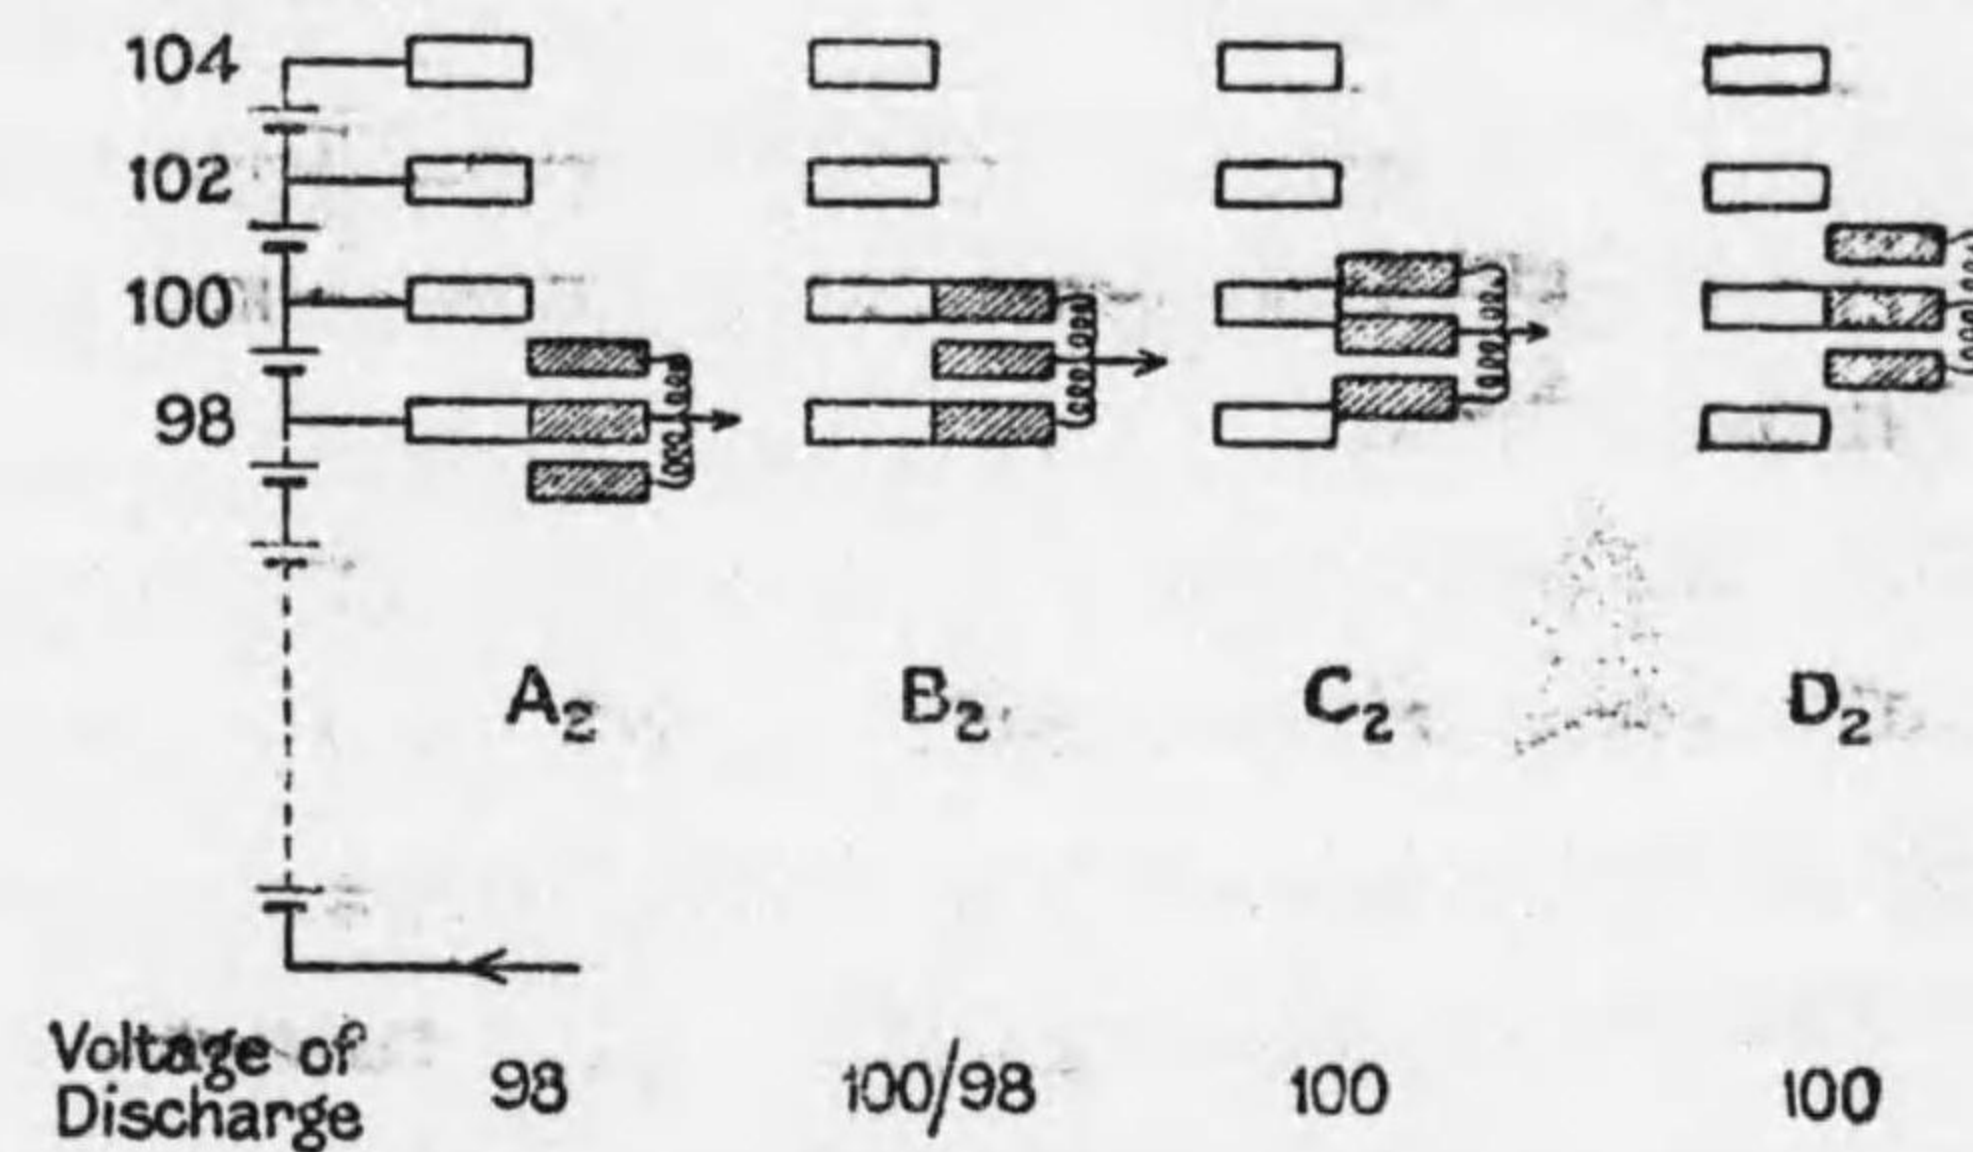 104
102
100
98
A₂ B₂ C₂ D₂
Voltage of
Discharge 98 100/98 100 100